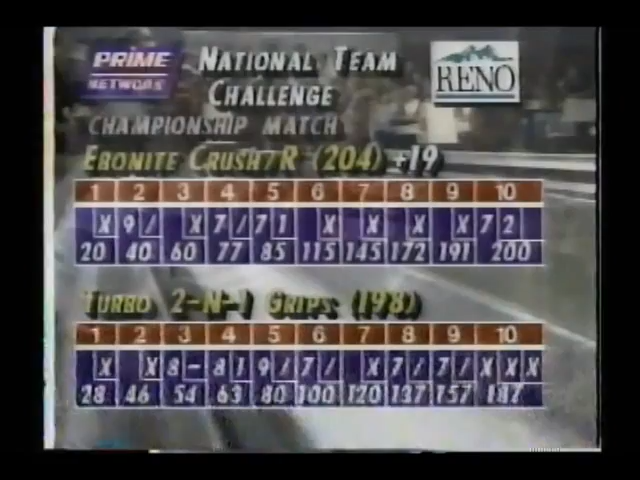 PRIME
NETWORK
NATIONAL TEAM
CHALLENGE
RENO
CHAMPIONSHIP MATCH
EBONITE CRUSH/R (204) +19
1 2 3 4 5 6 7 8 9 10
X 9 / X 7 / 7 1 X X X X 7 2
20 40 60 77 85 115 145 172 191 200
TURBO 2-N-1 GRIPS (198)
1 2 3 4 5 6 7 8 9 10
X X 8 - 8 1 9 / 7 / X 7 / 7 / X X X
28 46 54 63 80 100 120 137 157 187